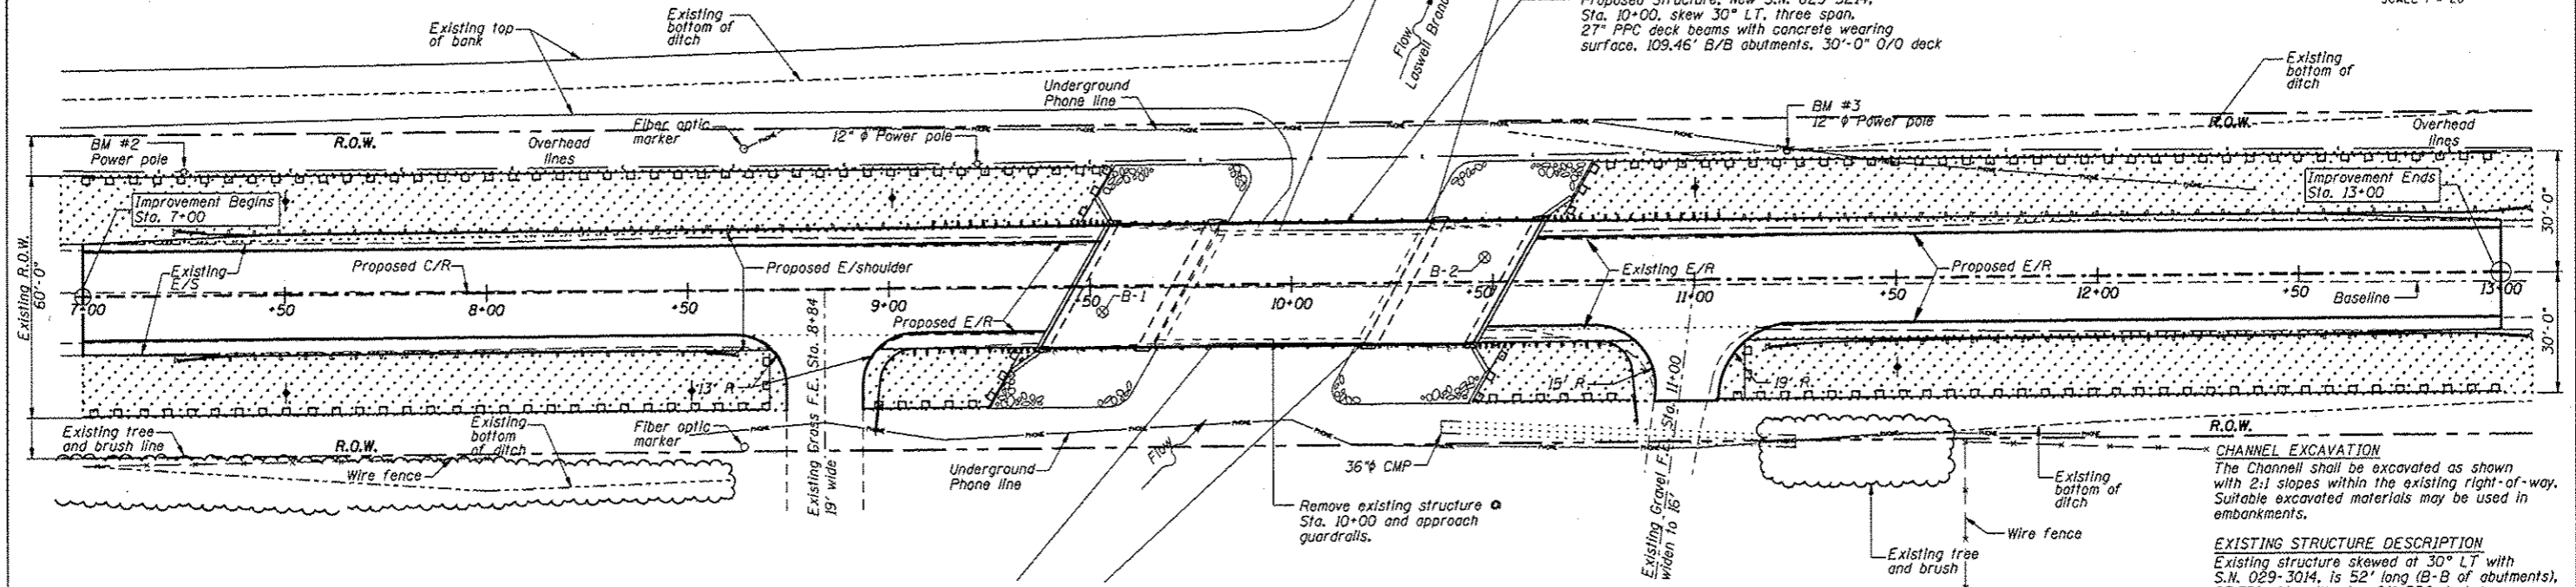 Existing top
of bank
Existing
bottom of
ditch
Flow
Laswell Bran
Proposed Structure, New S.N. 029-3214,
Sta. 10+00, skew 30° LT, three span,
27" PPC deck beams with concrete wearing
surface. 109.46' B/B abutments. 30'-0" O/O deck
Existing
bottom of
ditch
Underground
Phone line
BM #3
12" ϕ Power pole
BM #2
Power pole
R.O.W.
Fiber optic
marker
Overhead
lines
12" ϕ Power pole
R.O.W.
Overhead
lines
Improvement Begins
Sta. 7+00
Improvement Ends
Sta. 13+00
Existing R.O.W.
60'-0"
30'-0"
30'-0"
Existing
E/S
Proposed C/R
Proposed E/shoulder
B-2
Existing E/R
Proposed E/R
7+00
+50
8+00
+50
9+00
+50
B-1
10+00
+50
11+00
+50
12+00
+50
13+00
Baseline
Proposed E/R
Existing Grass F.E. Sta. 8+84
19' wide
13' R
15' R
19' R
Existing Gravel F.E. Sta. 11+00
widen to 16'
Existing tree
and brush line
R.O.W.
Wire fence
Existing
bottom
of ditch
Fiber optic
marker
Underground
Phone line
Flow
36"ϕ CMP
Remove existing structure @
Sta. 10+00 and approach
guardrails.
Existing tree
and brush
Wire fence
Existing
bottom of
ditch
R.O.W.
CHANNEL EXCAVATION
The Channell shall be excavated as shown
with 2:1 slopes within the existing right-of-way.
Suitable excavated materials may be used in
embankments.
EXISTING STRUCTURE DESCRIPTION
Existing structure skewed at 30° LT with
S.N. 029-3014, is 52' long (B-B of abutments),